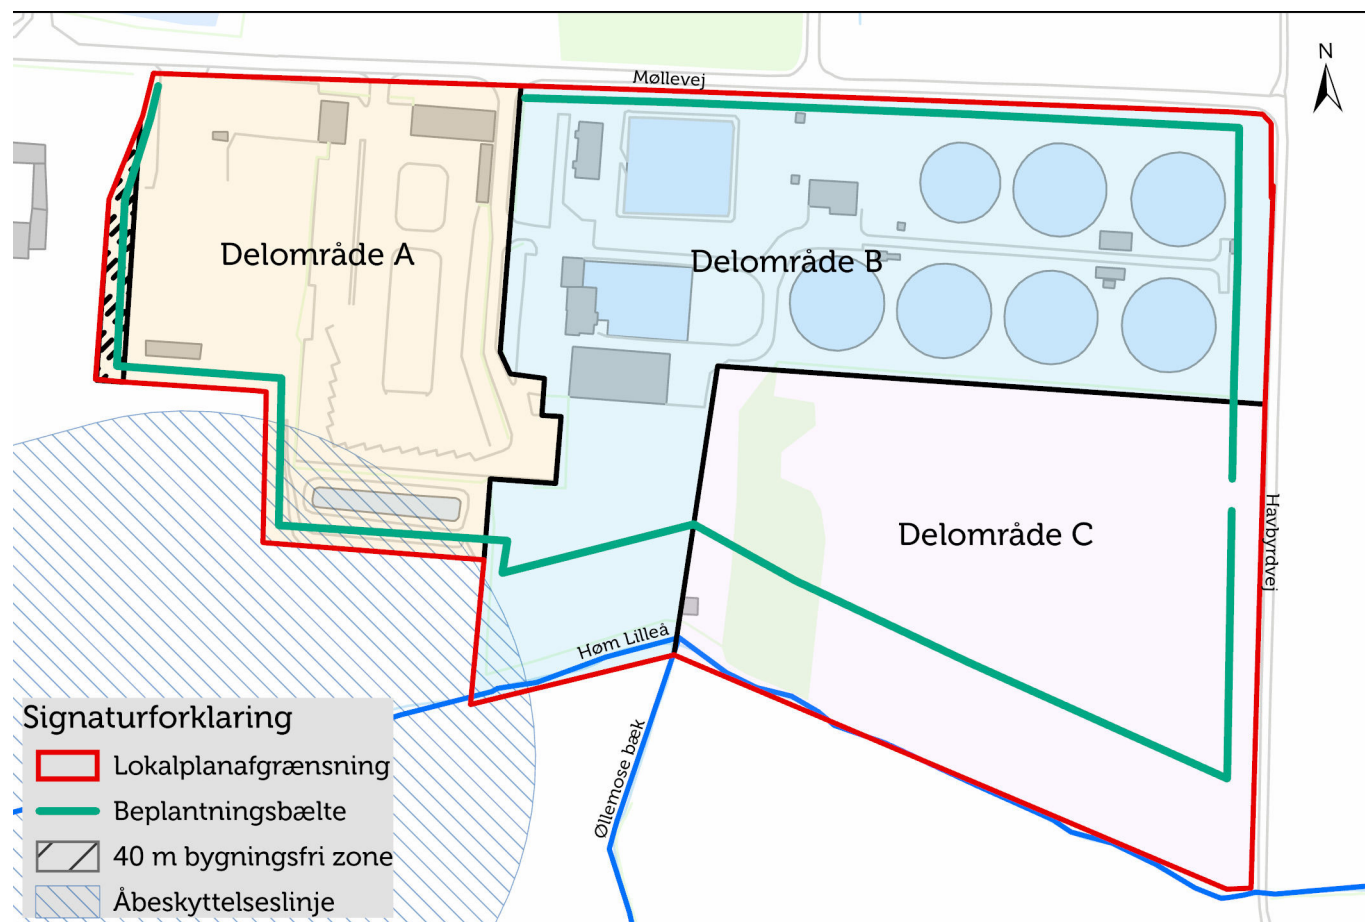 N
Møllevej
Delområde A
Delområde B
Delområde C
Havbyrdvej
Høm Lilleå
Øllemose bæk
Signaturforklaring
Lokalplanafgrænsning
Beplantningsbælte
40 m bygningsfri zone
Åbeskyttelseslinje